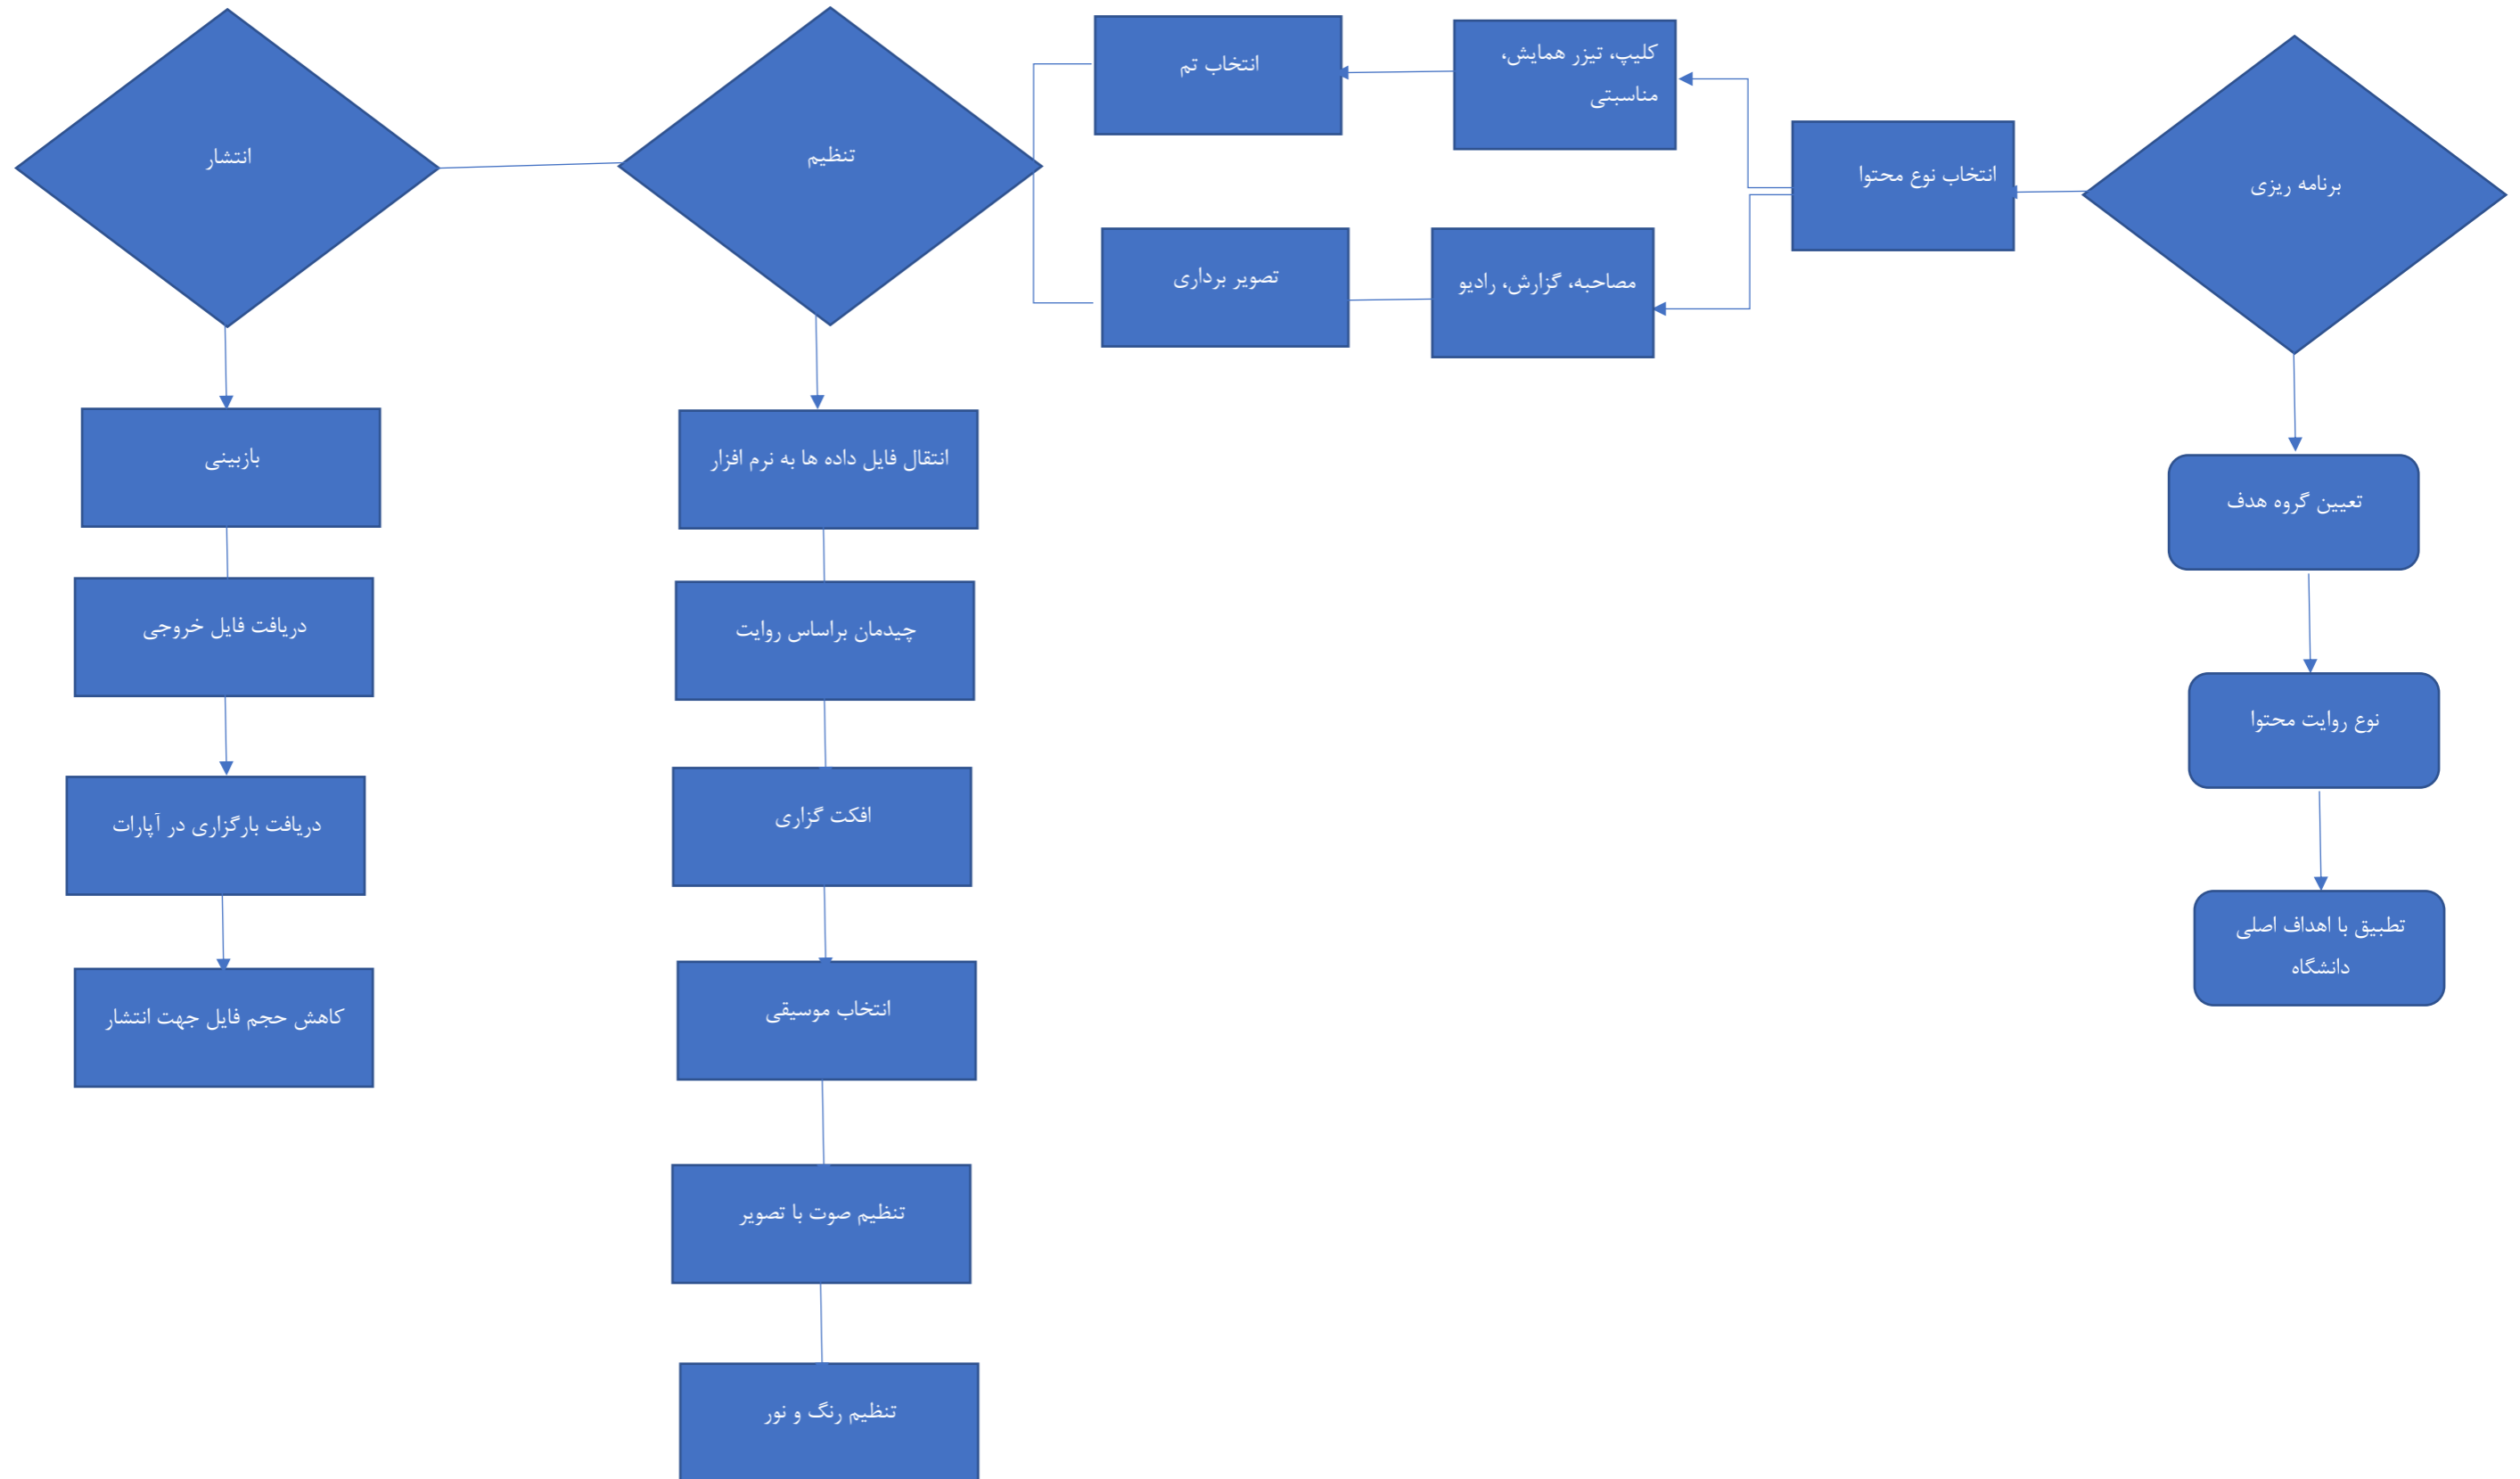 برنامه ریزی
انتخاب نوع محتوا
کلیپ، تیزر همایش،
مناسبتی
انتخاب تم
مصاحبه، گزارش، رادیو
تصویر برداری
تنظیم
انتشار
تعیین گروه هدف
نوع روایت محتوا
تطبیق با اهداف اصلی
دانشگاه
انتقال فایل داده ها به نرم افزار
چیدمان براساس روایت
افکت گزاری
انتخاب موسیقی
تنظیم صوت با تصویر
تنظیم رنگ و نور
بازبینی
دریافت فایل خروجی
دریافت بارگزاری در آپارات
کاهش حجم فایل جهت انتشار